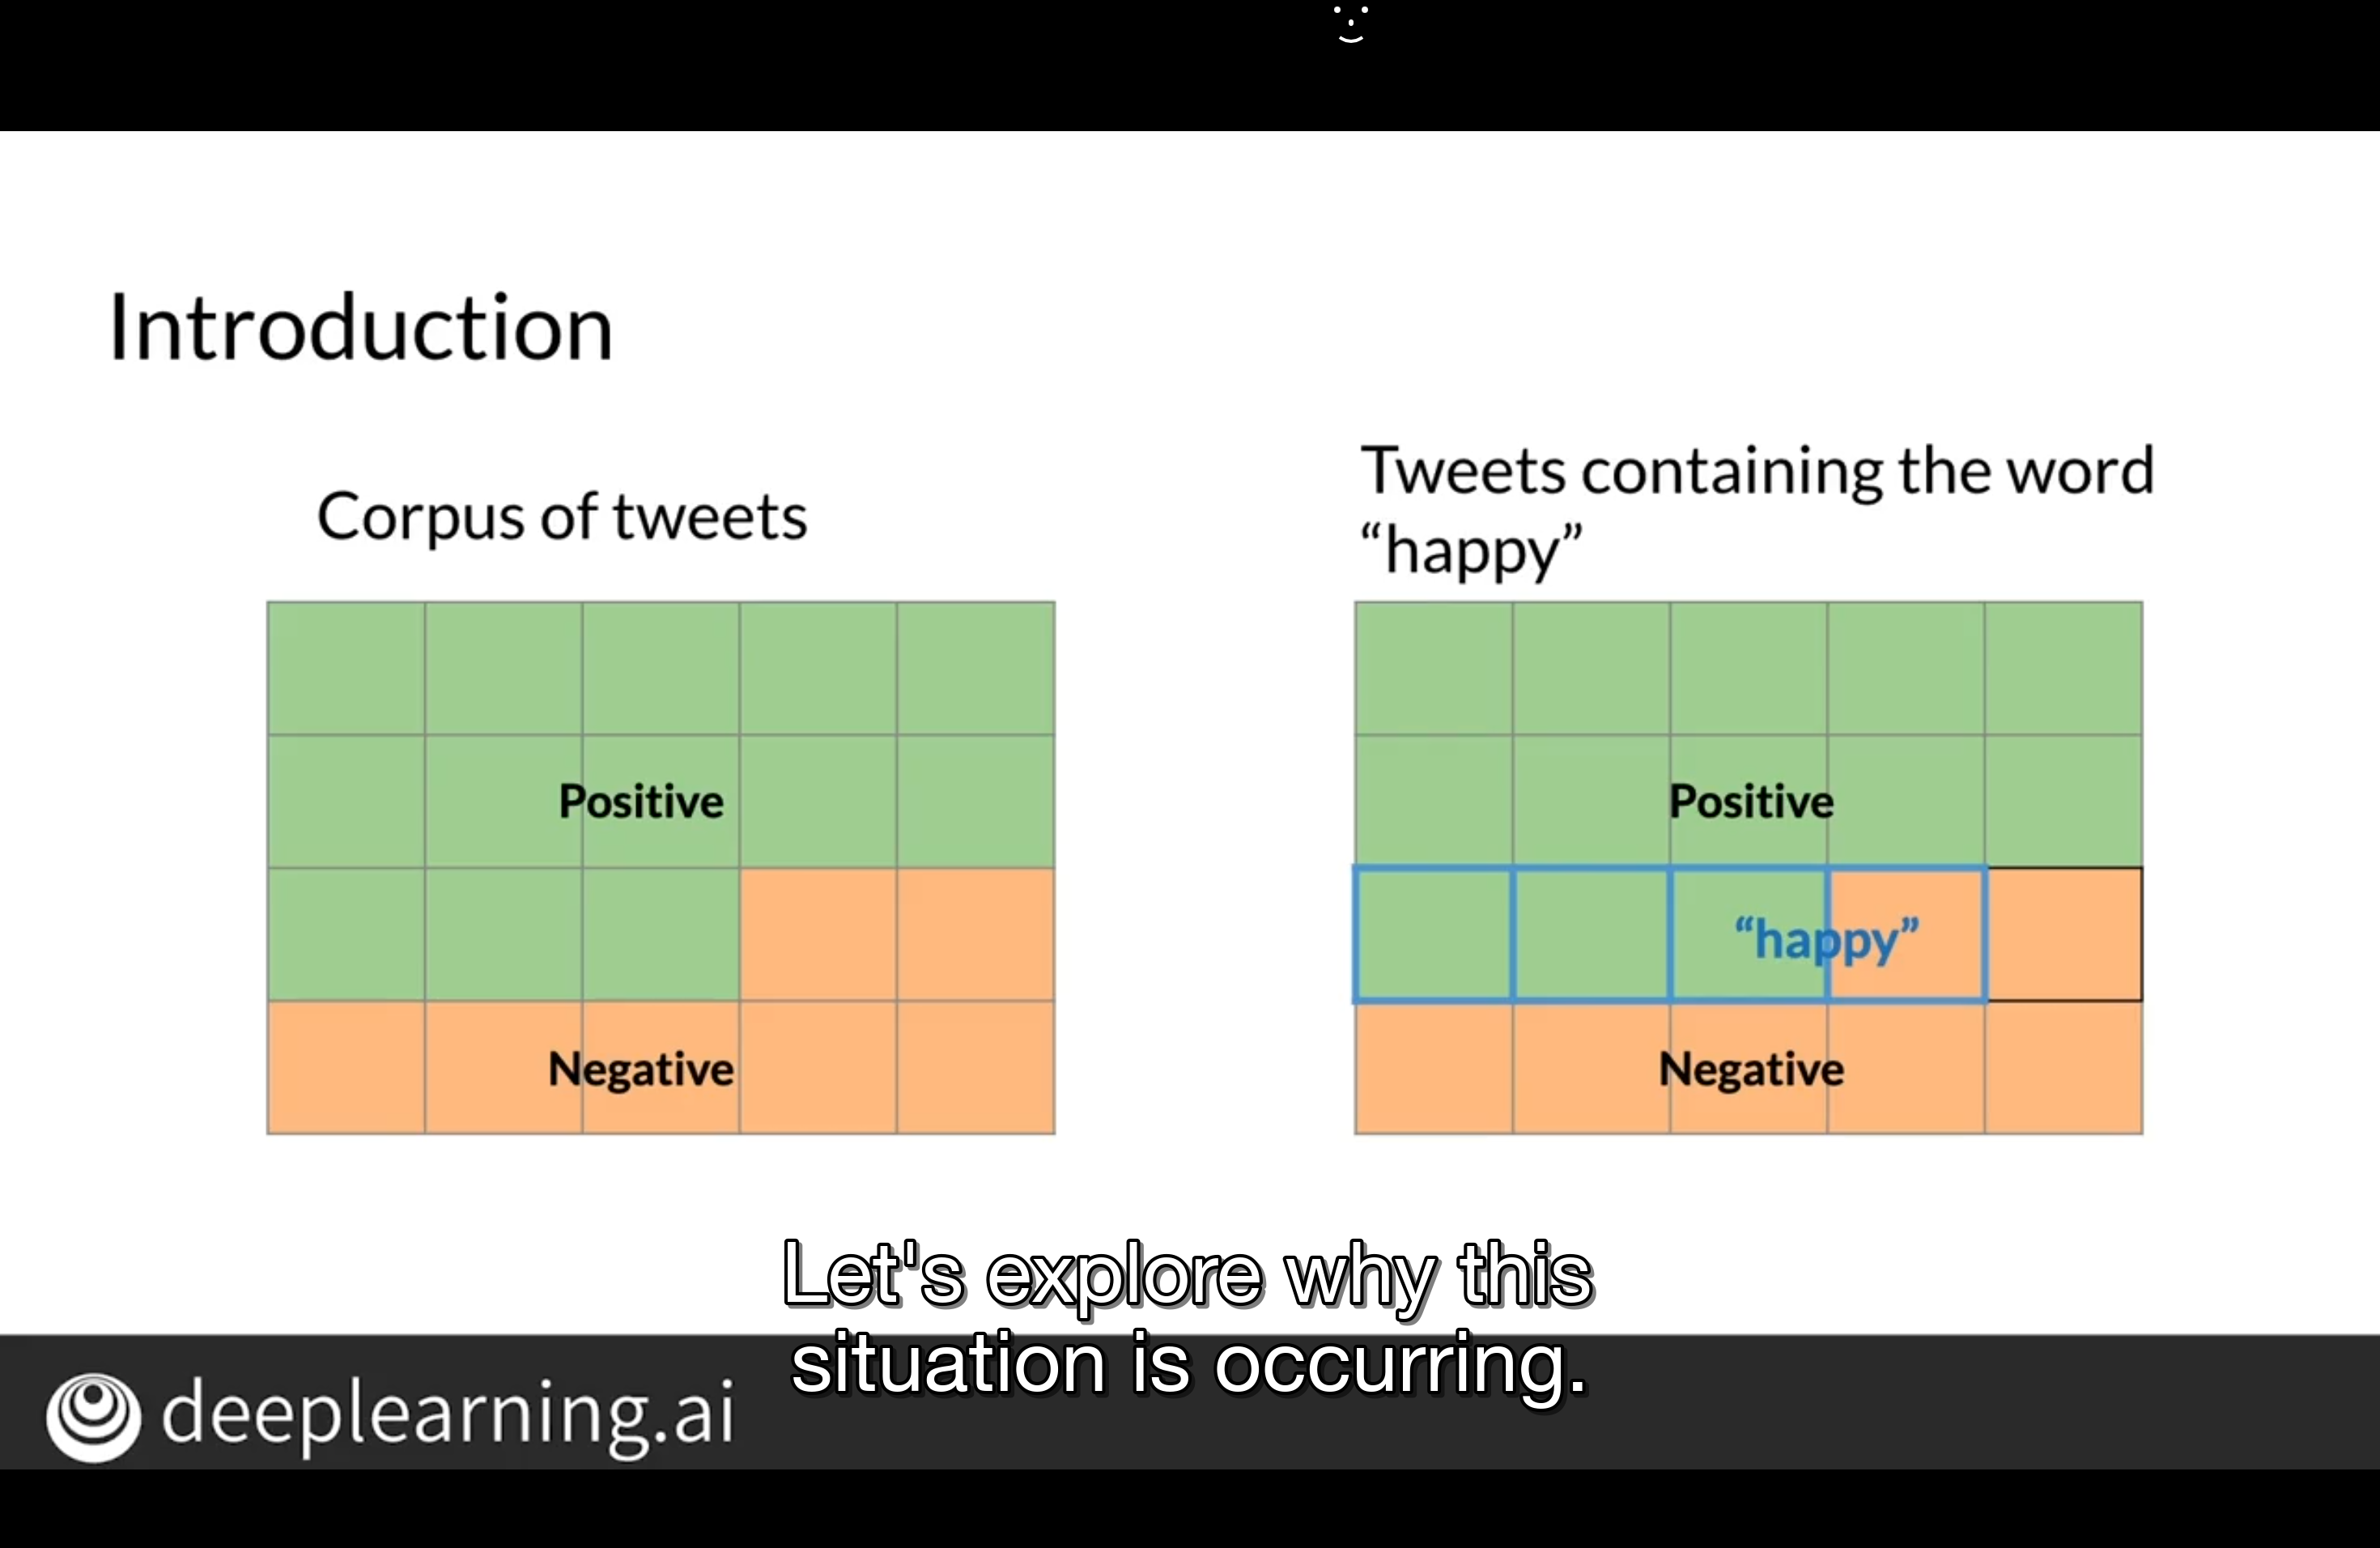 Introduction
Corpus of tweets
Tweets containing the word
“happy”
Positive
Negative
Positive
“happy”
Negative
Let's explore why this
situation is occurring.
deeplearning.ai